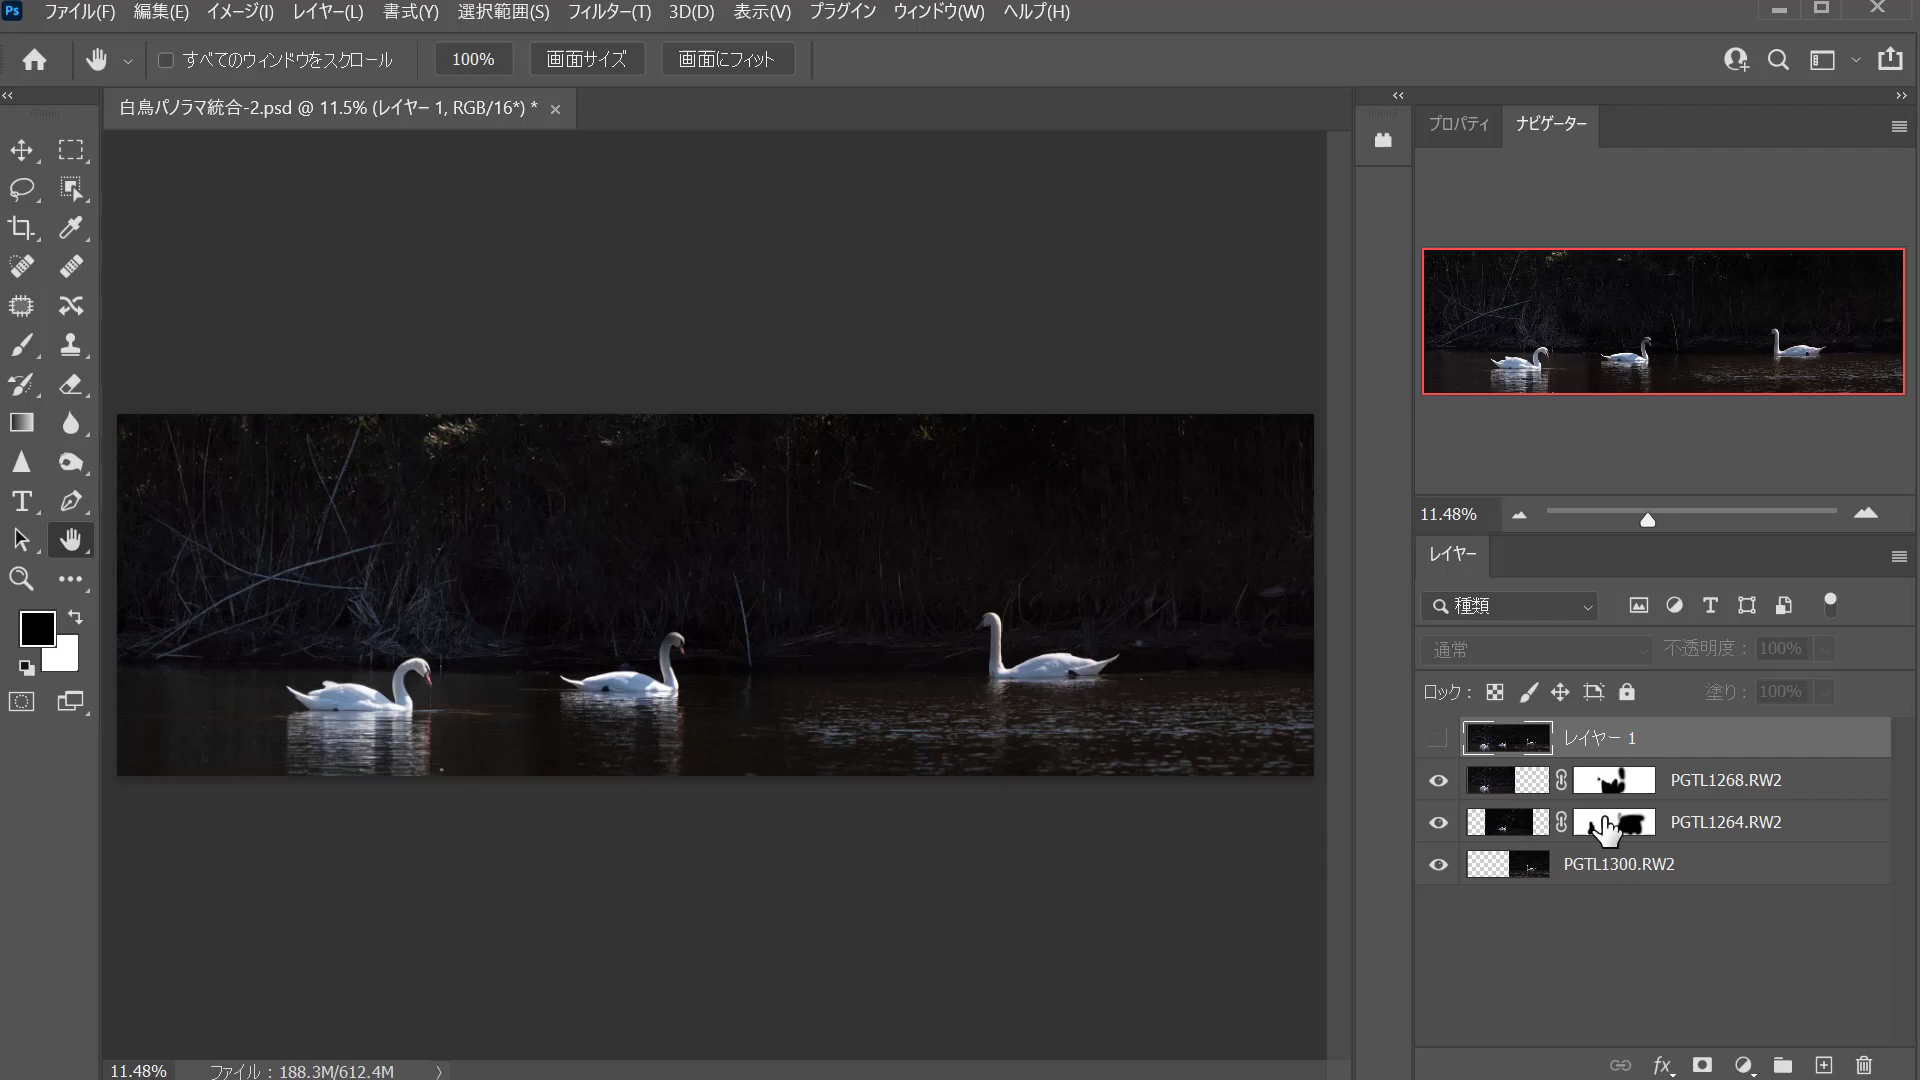 Ps ファイル(F) 編集(E) イメージ(I) レイヤー(L) 書式(Y) 選択範囲(S) フィルター(T) 3D(D) 表示(V) プラグイン ウィンドウ(W) ヘルプ(H)
すべてのウィンドウをスクロール 100% 画面サイズ 画面にフィット
白鳥パノラマ統合-2.psd @ 11.5% (レイヤー 1, RGB/16*) *
プロパティ ナビゲーター
11.48%
レイヤー
種類
通常 不透明度 : 100%
ロック : 塗り : 100%
レイヤー 1
PGTL1268.RW2
PGTL1264.RW2
PGTL1300.RW2
fx
11.48% ファイル : 188.3M/612.4M